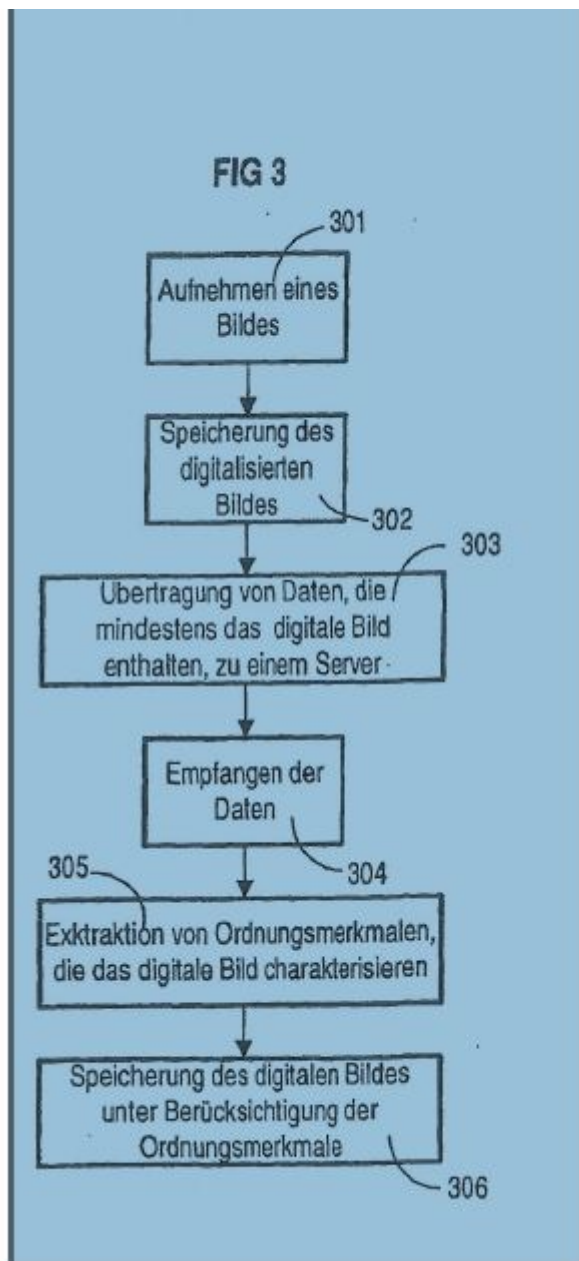 FIG 3
301
Aufnehmen eines
Bildes
Speicherung des
digitalisierten
Bildes
302
303
Übertragung von Daten, die
mindestens das digitale Bild
enthalten, zu einem Server
Empfangen der
Daten
304
305
Exktraktion von Ordnungsmerkmalen,
die das digitale Bild charakterisieren
Speicherung des digitalen Bildes
unter Berücksichtigung der
Ordnungsmerkmale
306